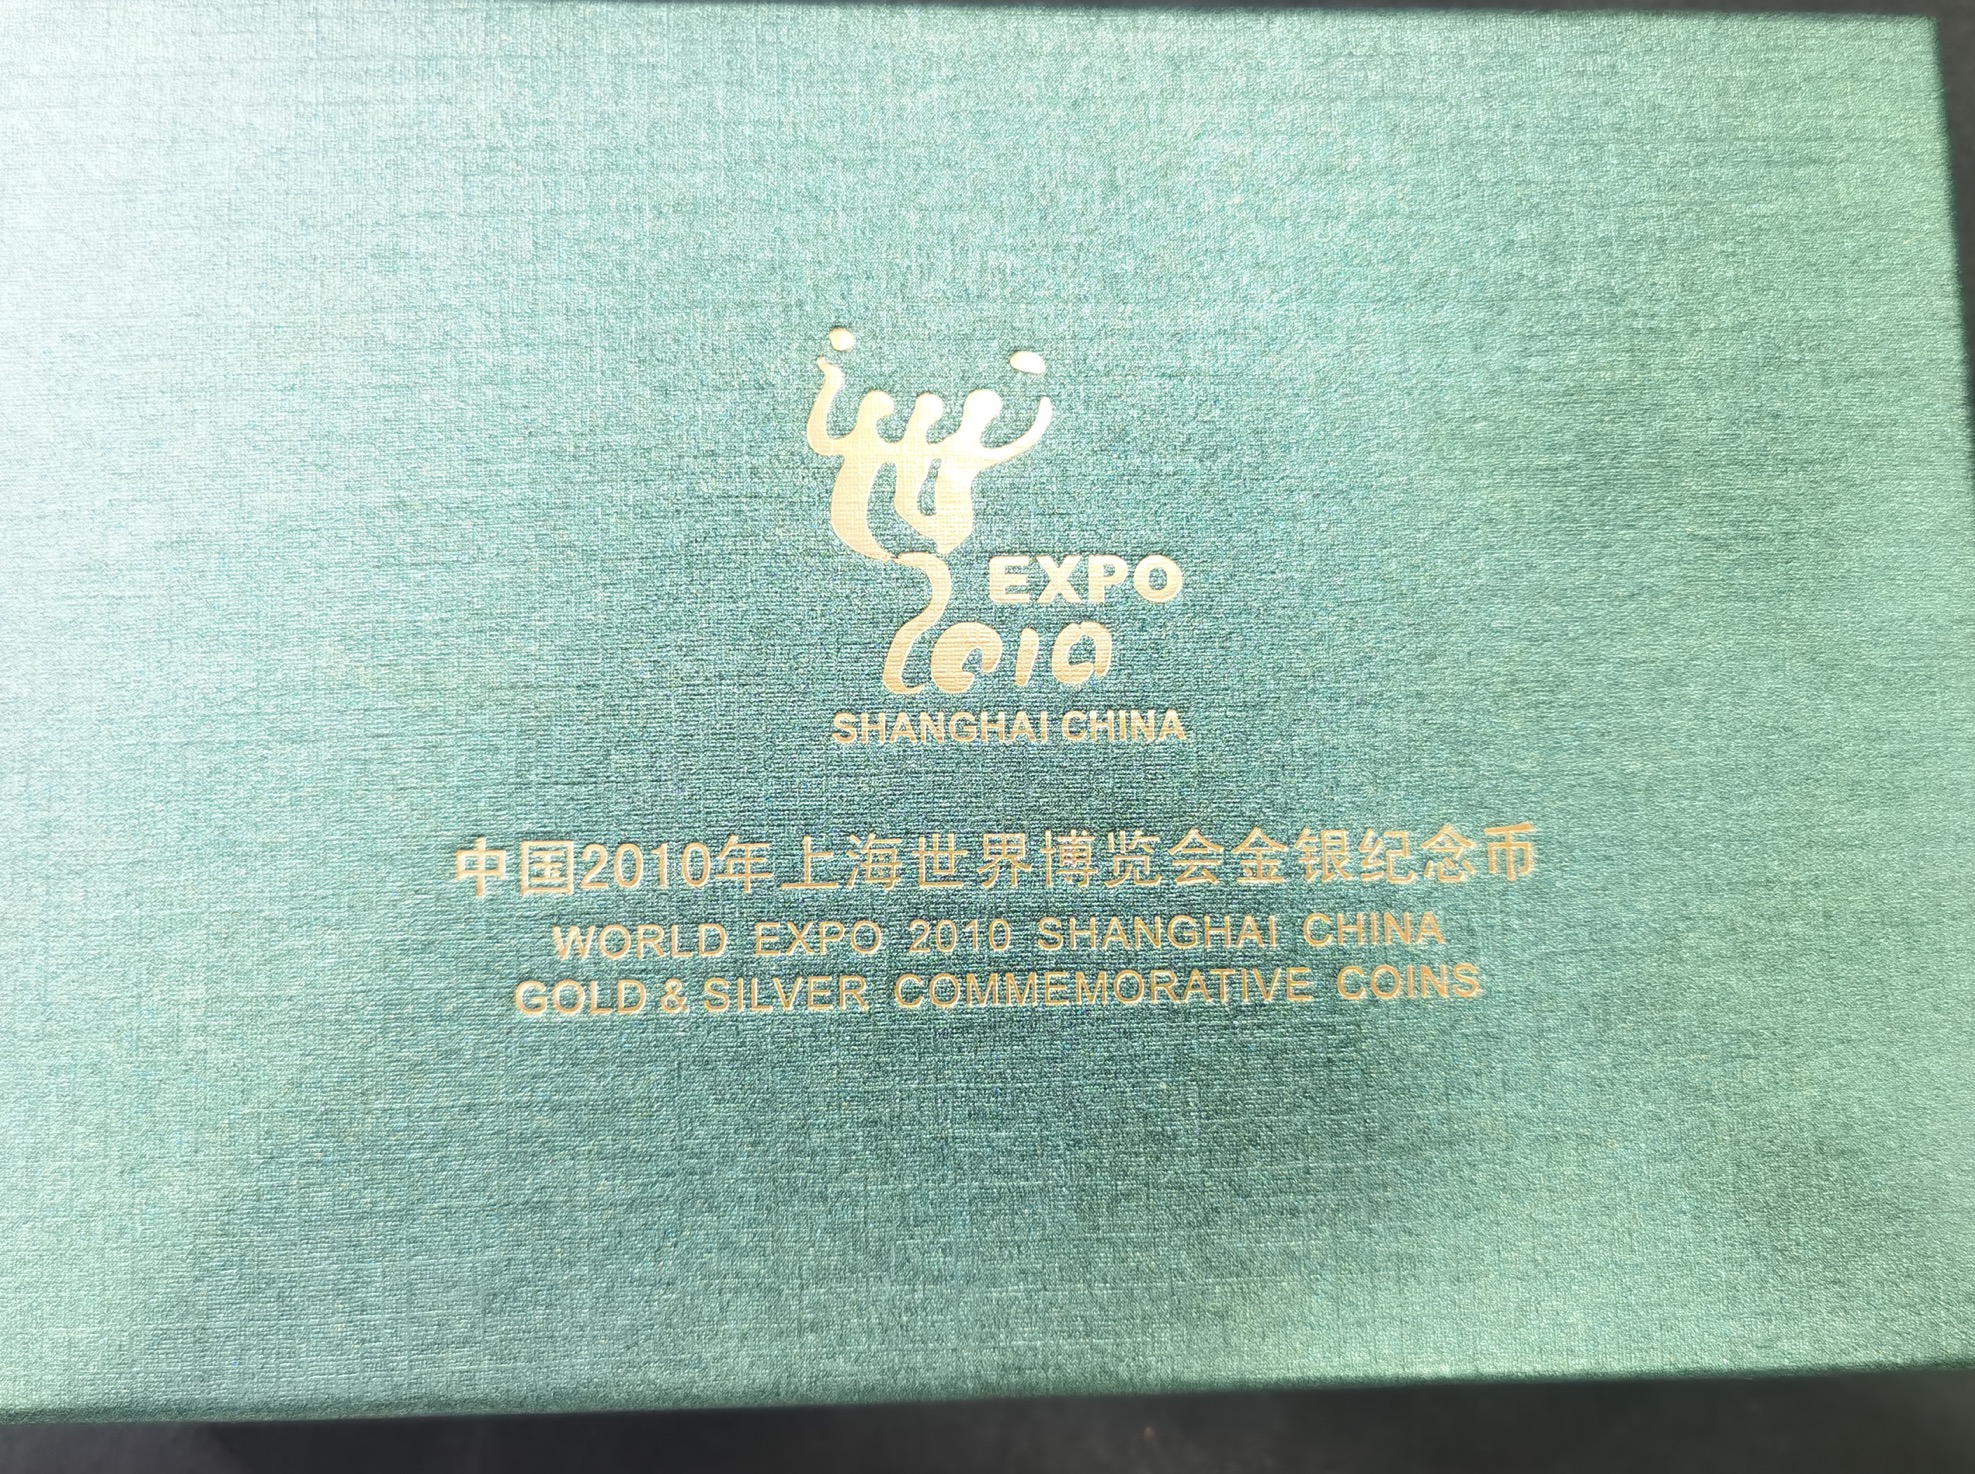 EXPO
2010
SHANGHAI CHINA
中国2010年上海世界博览会金银纪念币
WORLD EXPO 2010 SHANGHAI CHINA
GOLD & SILVER COMMEMORATIVE COINS